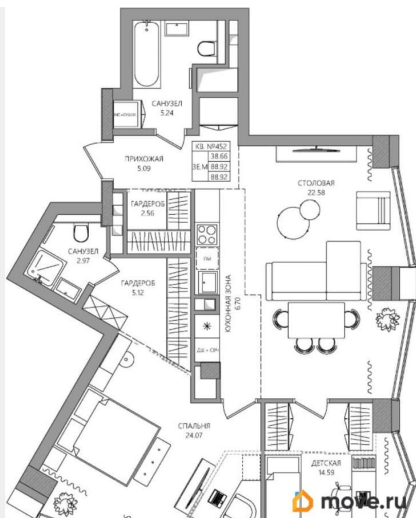 САНУЗЕЛ
5.24
КВ. №452
38.66
3Е.М 88.92
88.92
ПРИХОЖАЯ
5.09
СТОЛОВАЯ
22.58
ГАРДЕРОБ
2.56
САНУЗЕЛ
2.97
ПМ
ГАРДЕРОБ
5.12
КУХОННАЯ ЗОНА
6.70
СПАЛЬНЯ
24.07
ДЕТСКАЯ
14.59
move.ru